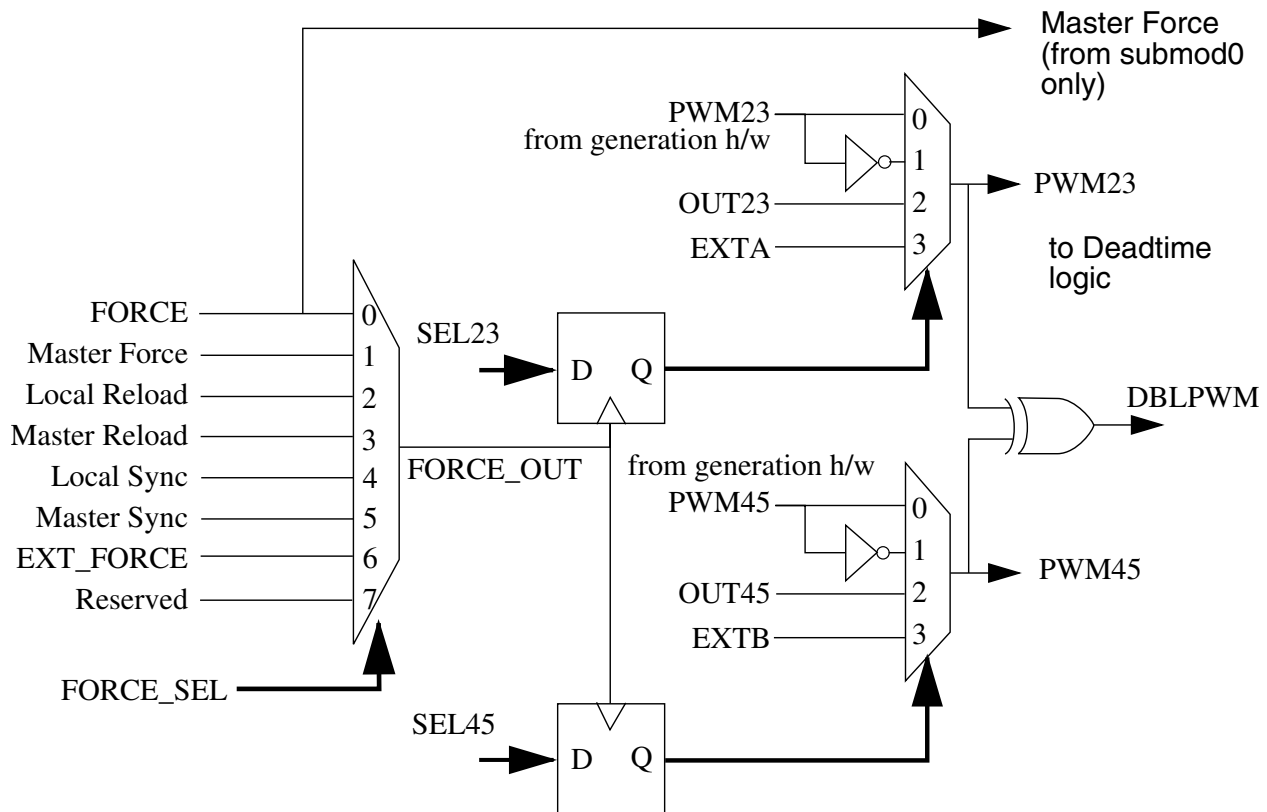 Master Force
(from submod0
only)
PWM23
from generation h/w
0
1
OUT23
2
EXTA
3
PWM23
to Deadtime
logic
FORCE
0
Master Force
1
Local Reload
2
Master Reload
3
Local Sync
4
Master Sync
5
EXT_FORCE
6
Reserved
7
FORCE_SEL
FORCE_OUT
SEL23
D Q
DBLPWM
from generation h/w
PWM45
0
1
OUT45
2
EXTB
3
PWM45
SEL45
D Q